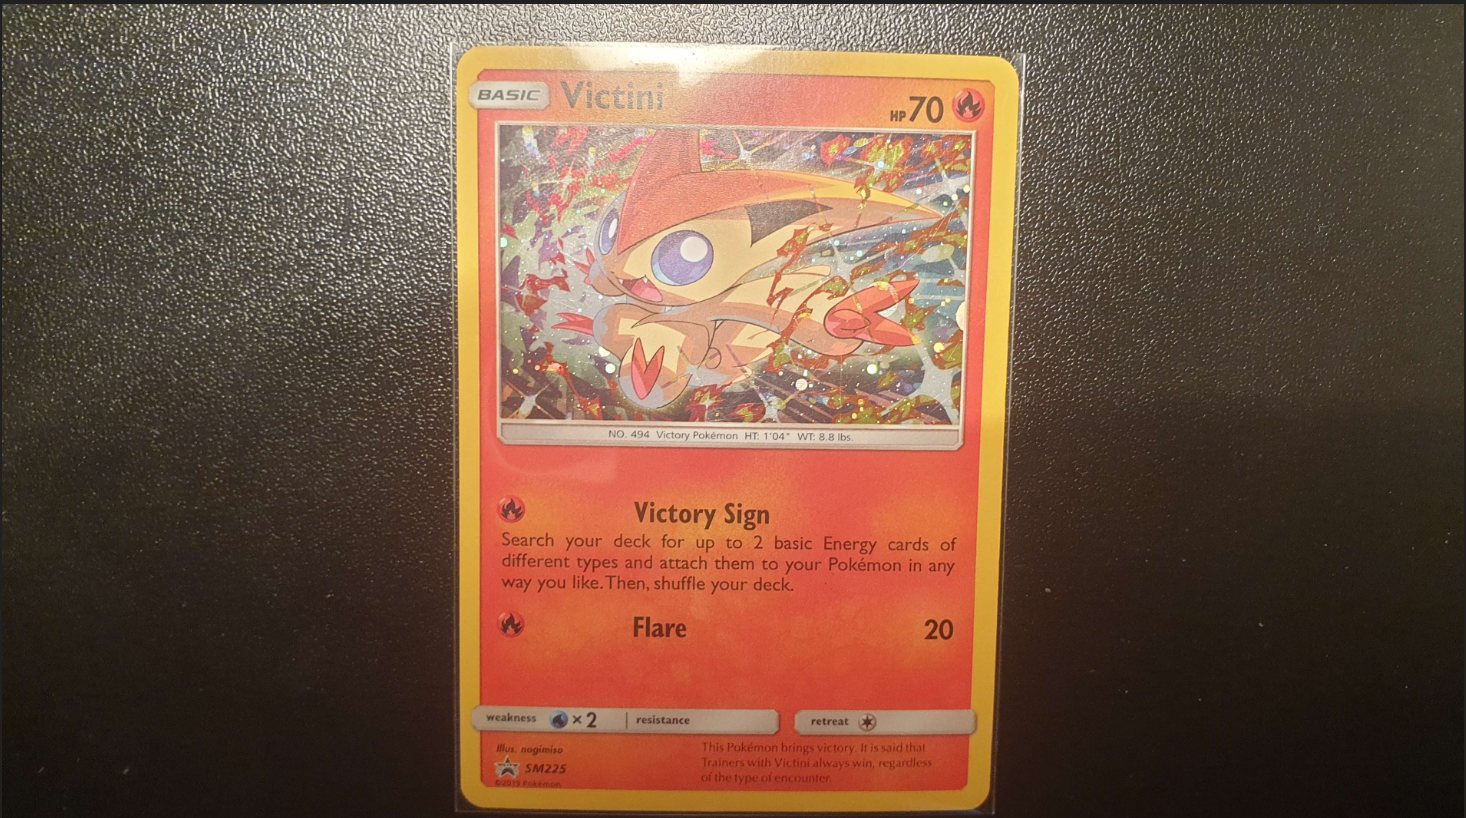 BASIC Victini HP 70
NO. 494 Victory Pokémon HT: 1'04" WT: 8.8 lbs.
Victory Sign
Search your deck for up to 2 basic Energy cards of
different types and attach them to your Pokémon in any
way you like. Then, shuffle your deck.
Flare 20
weakness ×2 resistance retreat
Illus. nagimiso
SM225
©2019 Pokémon
This Pokémon brings victory. It is said that
Trainers with Victini always win, regardless
of the type of encounter.